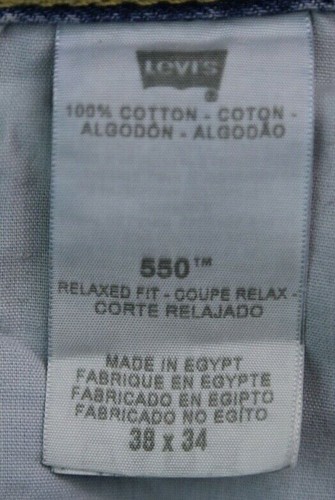 LEVI'S
®
100% COTTON - COTON -
ALGODÓN - ALGODÃO
550™
RELAXED FIT - COUPE RELAX -
CORTE RELAJADO
MADE IN EGYPT
FABRIQUE EN EGYPTE
FABRICADO EN EGIPTO
FABRICADO NO EGITO
38 x 34